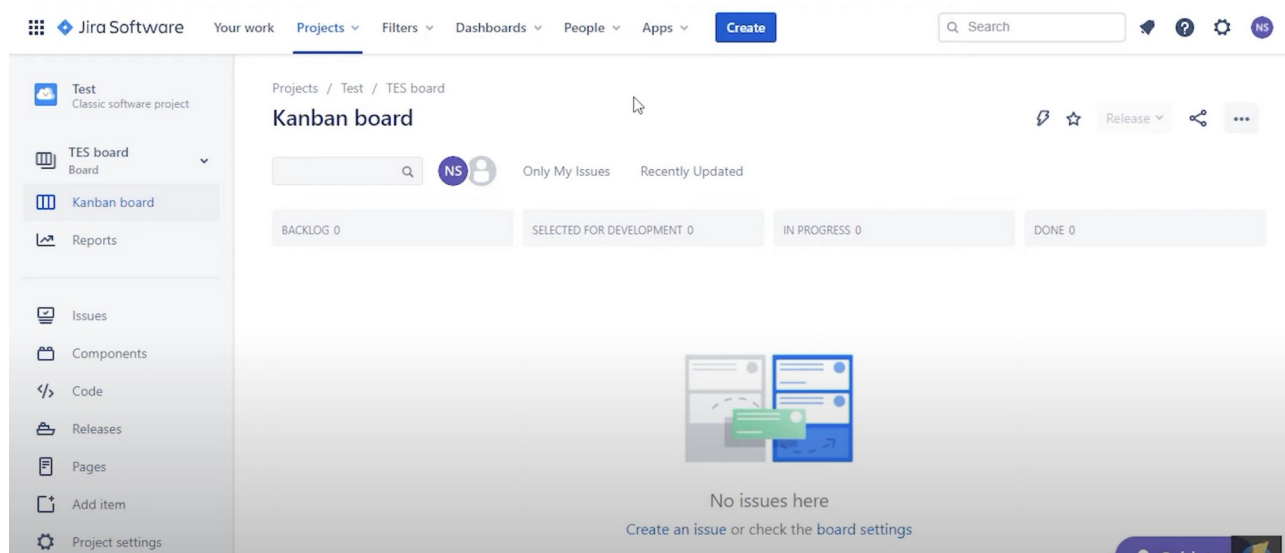 Jira Software Your work Projects Filters Dashboards People Apps Create Search NS
Test
Classic software project
TES board
Board
Kanban board
Reports
Issues
Components
Code
Releases
Pages
Add item
Project settings
Projects / Test / TES board
Kanban board
Release
NS Only My Issues Recently Updated
BACKLOG 0 SELECTED FOR DEVELOPMENT 0 IN PROGRESS 0 DONE 0
No issues here
Create an issue or check the board settings